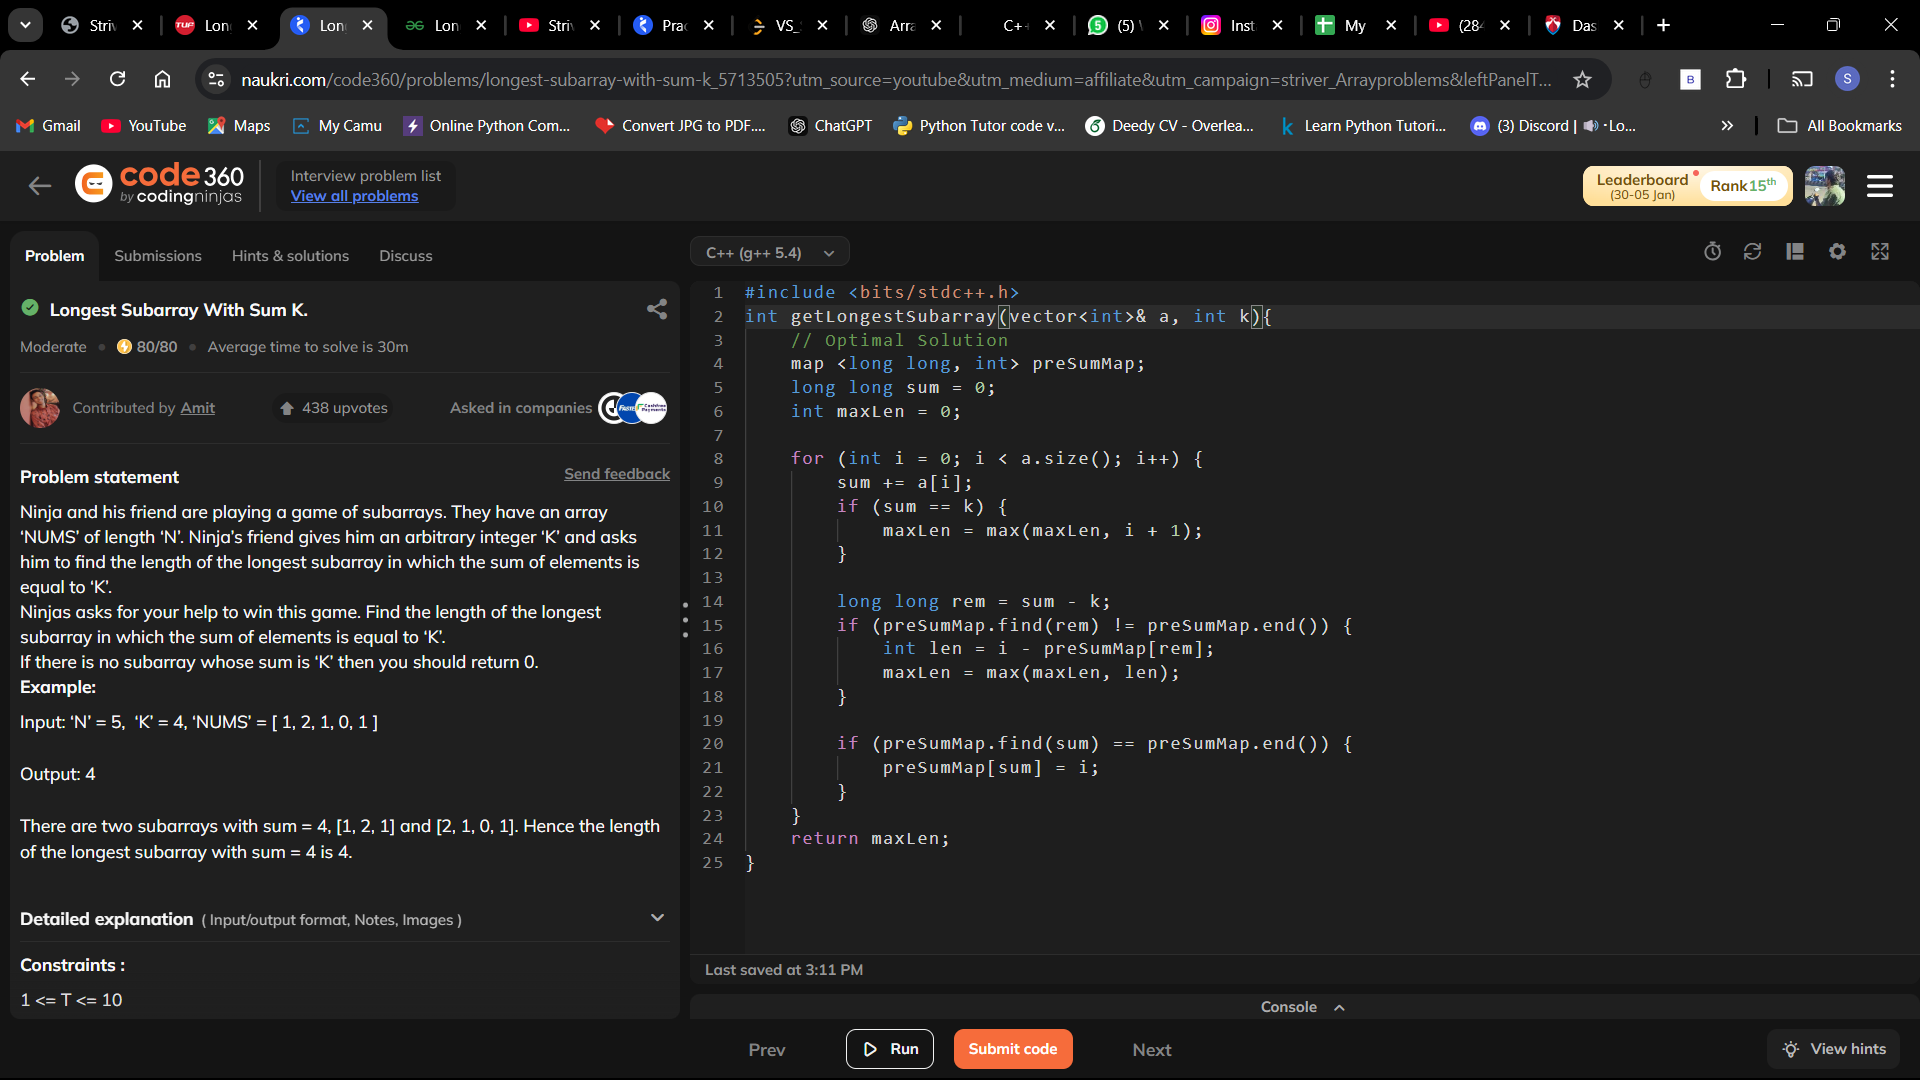 Striv
Lon
Lon
Lon
Stri
Prac
VS_
Arra
C++
(5)
Inst
My
(284
Das
naukri.com/code360/problems/longest-subarray-with-sum-k_5713505?utm_source=youtube&utm_medium=affiliate&utm_campaign=striver_Arrayproblems&leftPanelT...
S
Gmail
YouTube
Maps
My Camu
Online Python Com...
Convert JPG to PDF....
ChatGPT
Python Tutor code v...
Deedy CV - Overlea...
Learn Python Tutori...
(3) Discord | 🔊・Lo...
All Bookmarks
code 360
by codingninjas
Interview problem list
View all problems
Leaderboard
(30-05 Jan)
Rank 15th
Problem
Submissions
Hints & solutions
Discuss
C++ (g++ 5.4)
Longest Subarray With Sum K.
Moderate • 80/80 • Average time to solve is 30m
Contributed by Amit
438 upvotes
Asked in companies
Problem statement
Send feedback
Ninja and his friend are playing a game of subarrays. They have an array
‘NUMS’ of length ‘N’. Ninja’s friend gives him an arbitrary integer ‘K’ and asks
him to find the length of the longest subarray in which the sum of elements is
equal to ‘K’.
Ninjas asks for your help to win this game. Find the length of the longest
subarray in which the sum of elements is equal to ‘K’.
If there is no subarray whose sum is ‘K’ then you should return 0.
Example:
Input: ‘N’ = 5, ‘K’ = 4, ‘NUMS’ = [ 1, 2, 1, 0, 1 ]
Output: 4
There are two subarrays with sum = 4, [1, 2, 1] and [2, 1, 0, 1]. Hence the length
of the longest subarray with sum = 4 is 4.
Detailed explanation ( Input/output format, Notes, Images )
Constraints :
1 <= T <= 10
1 #include <bits/stdc++.h>
2 int getLongestSubarray(vector<int>& a, int k){
3     // Optimal Solution
4     map <long long, int> preSumMap;
5     long long sum = 0;
6     int maxLen = 0;
7
8     for (int i = 0; i < a.size(); i++) {
9         sum += a[i];
10         if (sum == k) {
11             maxLen = max(maxLen, i + 1);
12         }
13
14         long long rem = sum - k;
15         if (preSumMap.find(rem) != preSumMap.end()) {
16             int len = i - preSumMap[rem];
17             maxLen = max(maxLen, len);
18         }
19
20         if (preSumMap.find(sum) == preSumMap.end()) {
21             preSumMap[sum] = i;
22         }
23     }
24     return maxLen;
25 }
Last saved at 3:11 PM
Console
Prev
Run
Submit code
Next
View hints